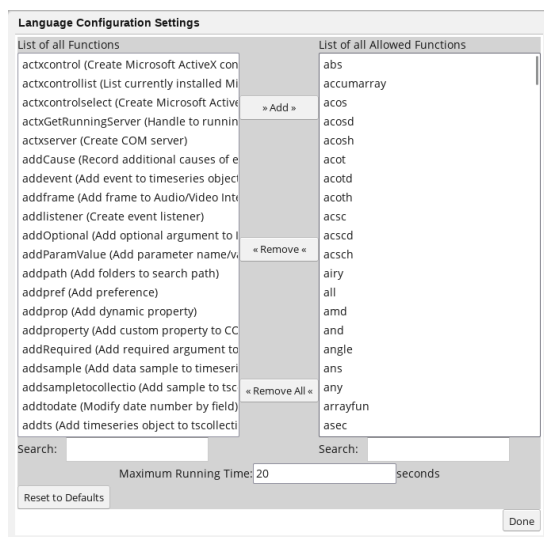 Language Configuration Settings
List of all Functions
actxcontrol (Create Microsoft ActiveX con
actxcontrollist (List currently installed Mi
actxcontrolselect (Create Microsoft Active
actxGetRunningServer (Handle to runnin
actxserver (Create COM server)
addCause (Record additional causes of e
addevent (Add event to timeseries object
addframe (Add frame to Audio/Video Inte
addlistener (Create event listener)
addOptional (Add optional argument to I
addParamValue (Add parameter name/va
addpath (Add folders to search path)
addpref (Add preference)
addprop (Add dynamic property)
addproperty (Add custom property to CO
addRequired (Add required argument to
addsample (Add data sample to timeseri
addsampletocollectio (Add sample to tsc
addtodate (Modify date number by field)
addts (Add timeseries object to tscollecti
Search:
» Add »
« Remove «
« Remove All «
List of all Allowed Functions
abs
accumarray
acos
acosd
acosh
acot
acotd
acoth
acsc
acscd
acsch
airy
all
amd
and
angle
ans
any
arrayfun
asec
Search:
Maximum Running Time: 20 seconds
Reset to Defaults
Done